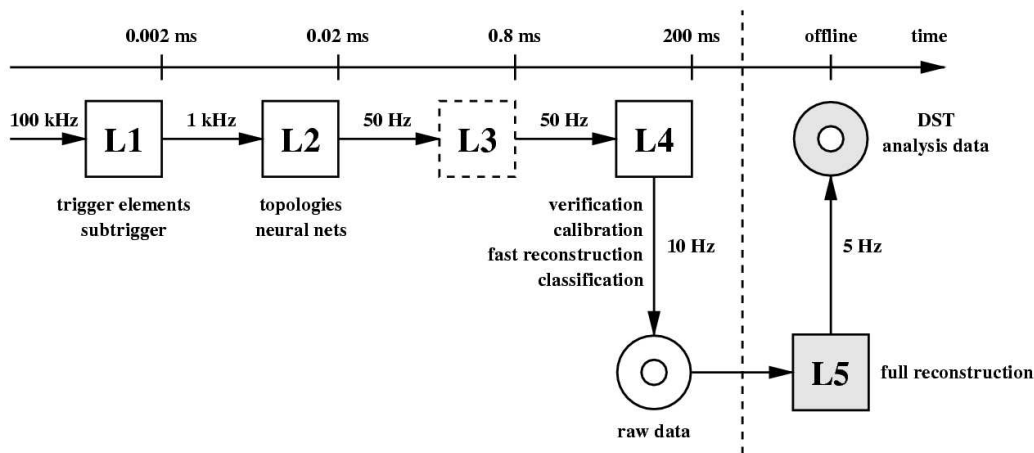 0.002 ms
0.02 ms
0.8 ms
200 ms
offline
time
100 kHz
L1
1 kHz
L2
50 Hz
L3
50 Hz
L4
DST
analysis data
trigger elements
subtrigger
topologies
neural nets
verification
calibration
fast reconstruction
classification
10 Hz
5 Hz
raw data
L5
full reconstruction